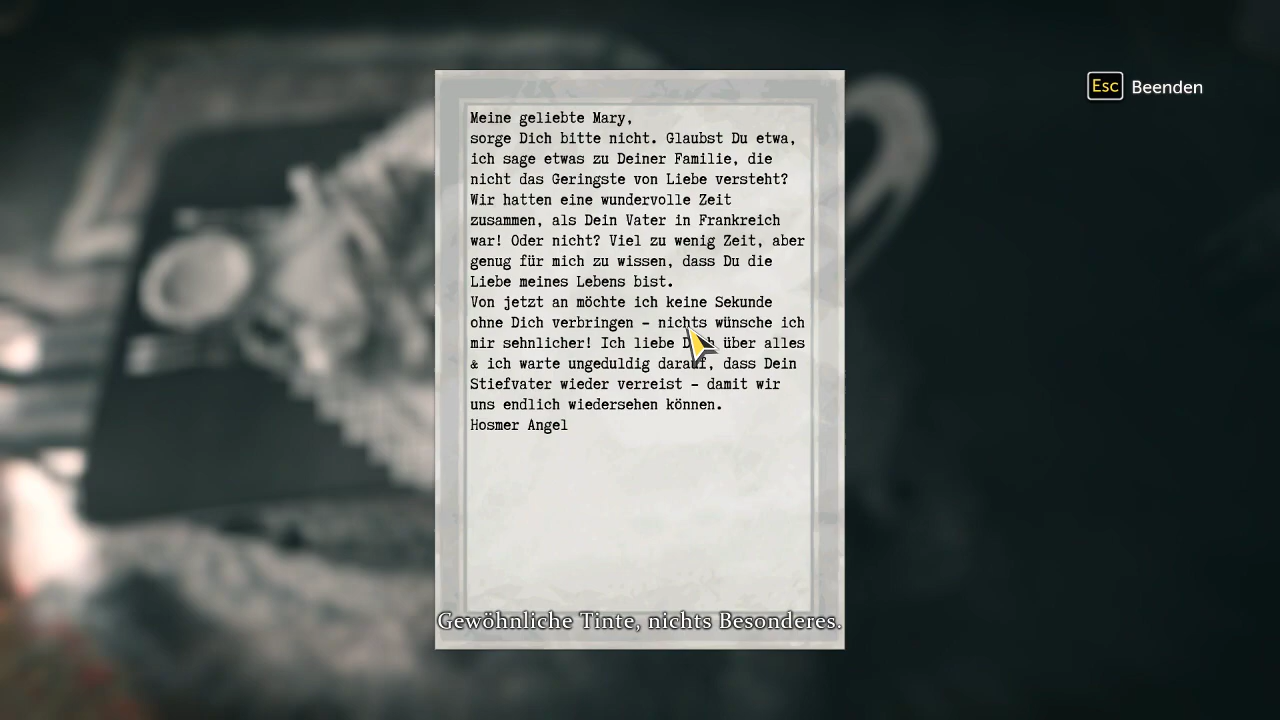 Esc Beenden
Meine geliebte Mary,
sorge Dich bitte nicht. Glaubst Du etwa,
ich sage etwas zu Deiner Familie, die
nicht das Geringste von Liebe versteht?
Wir hatten eine wundervolle Zeit
zusammen, als Dein Vater in Frankreich
war! Oder nicht? Viel zu wenig Zeit, aber
genug für mich zu wissen, dass Du die
Liebe meines Lebens bist.
Von jetzt an möchte ich keine Sekunde
ohne Dich verbringen – nichts wünsche ich
mir sehnlicher! Ich liebe Dich über alles
& ich warte ungeduldig darauf, dass Dein
Stiefvater wieder verreist – damit wir
uns endlich wiedersehen können.
Hosmer Angel
Gewöhnliche Tinte, nichts Besonderes.